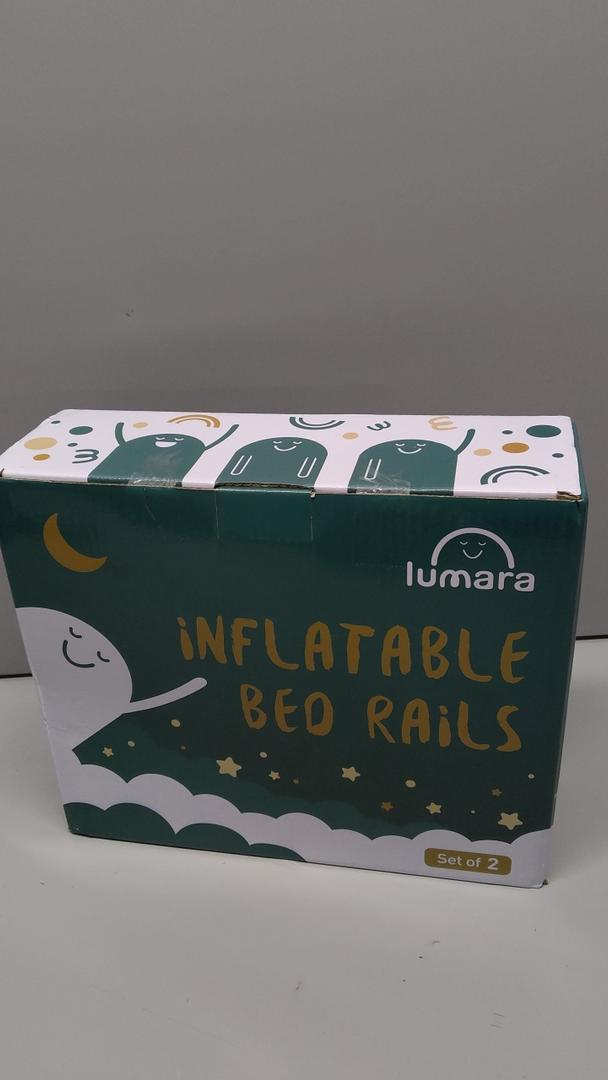 lumara
iNFLATABLE
BED RAiLS
Set of 2